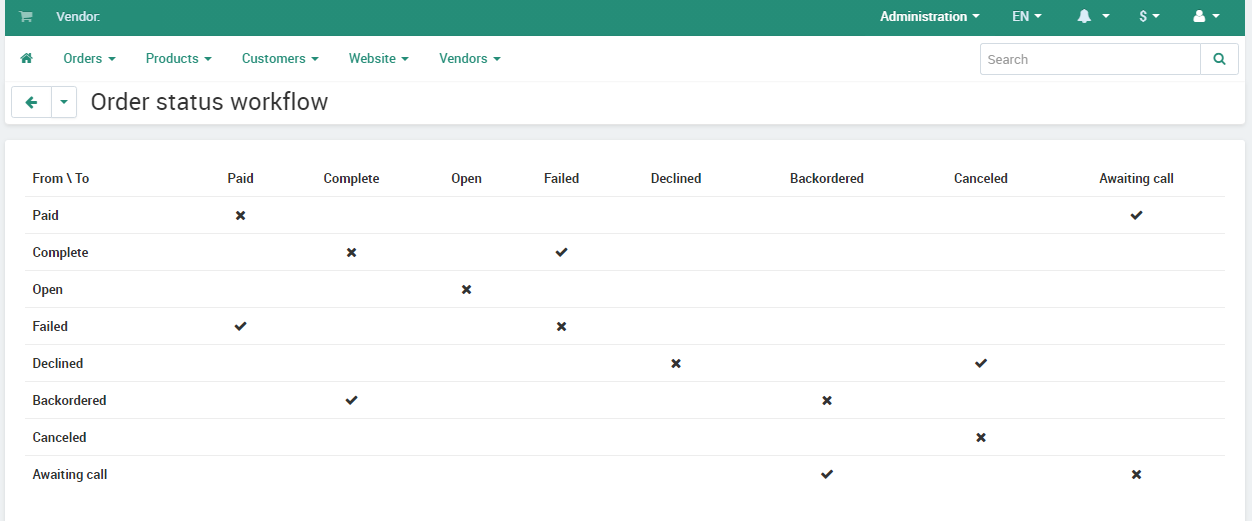 Vendor: Administration EN $
Orders Products Customers Website Vendors Search
Order status workflow
From \ To Paid Complete Open Failed Declined Backordered Canceled Awaiting call
Paid
Complete
Open
Failed
Declined
Backordered
Canceled
Awaiting call